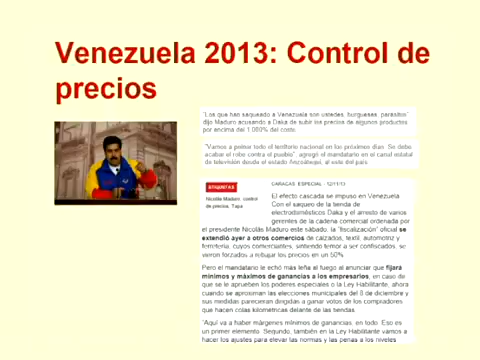 Venezuela 2013: Control de
precios
"Los que han saqueado a Venezuela son ustedes, burgueses, parásitos"
dijo Maduro acusando a Daka de subir los precios de algunos productos
por encima del 1.000% del costo.
"Vamos a peinar todo el territorio nacional en los próximos días. Se debe
acabar el robo contra el pueblo", agregó el mandatario en el canal estatal
de televisión desde el estado Anzoátegui, al este del país.
ETIQUETAS
Nicolás Maduro, control
de precios, Tapa
CARACAS. ESPECIAL - 12/11/13
El efecto cascada se impuso en Venezuela.
Con el saqueo de la tienda de
electrodomésticos Daka y el arresto de varios
gerentes de la cadena comercial ordenada por
el presidente Nicolás Maduro este sábado, la "fiscalización" oficial se
extendió ayer a otros comercios de calzados, textil, automotriz y
ferretería, cuyos comerciantes, sintiendo temor a ser confiscados, se
vieron forzados a rebajar los precios en un 50%.
Pero el mandatario le echó más leña al fuego al anunciar que fijará
mínimos y máximos de ganancias a los empresarios, en caso de
que se le aprueben los poderes especiales o la Ley Habilitante, ahora
cuando se aproximan las elecciones municipales del 8 de diciembre y
sus medidas parecieran dirigidas a ganar votos de los compradores
que hacen colas kilométricas delante de las tiendas.
"Aquí va a haber márgenes mínimos de ganancias, en todo. Eso es
un primer elemento. Segundo, también en la Ley Habilitante vamos a
hacer los ajustes para elevar las normas y las penas a los niveles